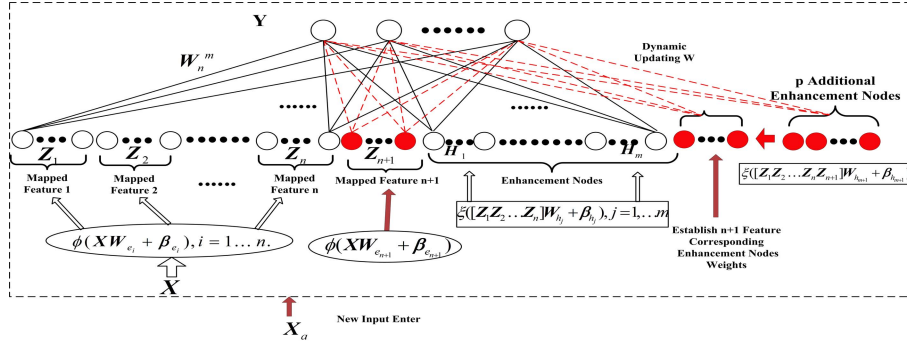 Y
W_n^m
Dynamic
Updating W
p Additional
Enhancement Nodes
Z_1
Z_2
Z_n
Z_{n+1}
H_1
H_m
Mapped
Feature 1
Mapped
Feature 2
Mapped
Feature n
Mapped Feature n+1
Enhancement Nodes
ξ([Z_1 Z_2 … Z_n Z_{n+1}]W_{h_{m+1}} + β_{h_{m+1}}
ξ([Z_1 Z_2 … Z_n]W_{h_j} + β_{h_j}), j = 1,…m
φ(XW_{e_i} + β_{e_i}), i = 1… n.
φ(XW_{e_{n+1}} + β_{e_{n+1}})
Establish n+1 Feature
Corresponding
Enhancement Nodes
Weights
X
X_a
New Input Enter